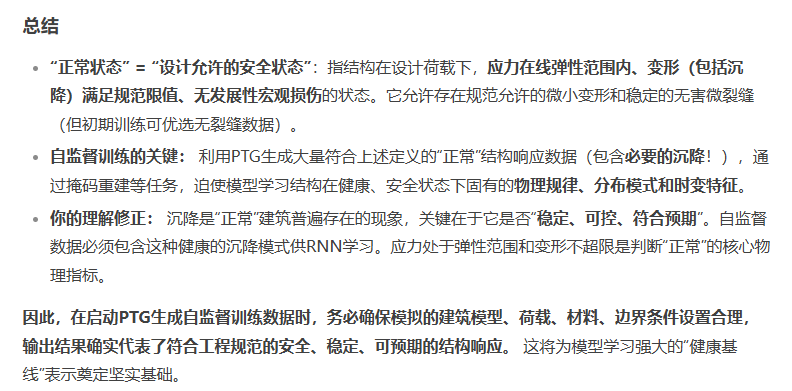 总结
“正常状态” = “设计允许的安全状态”：指结构在设计荷载下，应力在线弹性范围内、变形（包括沉
降）满足规范限值、无发展性宏观损伤的状态。它允许存在规范允许的微小变形和稳定的无害微裂缝
（但初期训练可优选无裂缝数据）。
自监督训练的关键： 利用PTG生成大量符合上述定义的“正常”结构响应数据（包含必要的沉降！），通
过掩码重建等任务，迫使模型学习结构在健康、安全状态下固有的物理规律、分布模式和时变特征。
你的理解修正： 沉降是“正常”建筑普遍存在的现象，关键在于它是否“稳定、可控、符合预期”。自监督
数据必须包含这种健康的沉降模式供RNN学习。应力处于弹性范围和变形不超限是判断“正常”的核心物
理指标。
因此，在启动PTG生成自监督训练数据时，务必确保模拟的建筑模型、荷载、材料、边界条件设置合理，
输出结果确实代表了符合工程规范的安全、稳定、可预期的结构响应。 这将为模型学习强大的“健康基
线”表示奠定坚实基础。